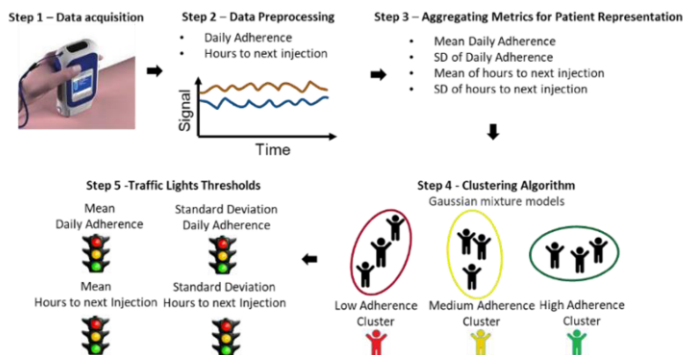 Step 1 – Data acquisition
Step 2 – Data Preprocessing
• Daily Adherence
• Hours to next injection
Signal
Time
Step 3 – Aggregating Metrics for Patient Representation
• Mean Daily Adherence
• SD of Daily Adherence
• Mean of hours to next injection
• SD of hours to next injection
Step 4 - Clustering Algorithm
Gaussian mixture models
Low Adherence
Cluster
Medium Adherence
Cluster
High Adherence
Cluster
Step 5 -Traffic Lights Thresholds
Mean
Daily Adherence
Standard Deviation
Daily Adherence
Mean
Hours to next Injection
Standard Deviation
Hours to next Injection